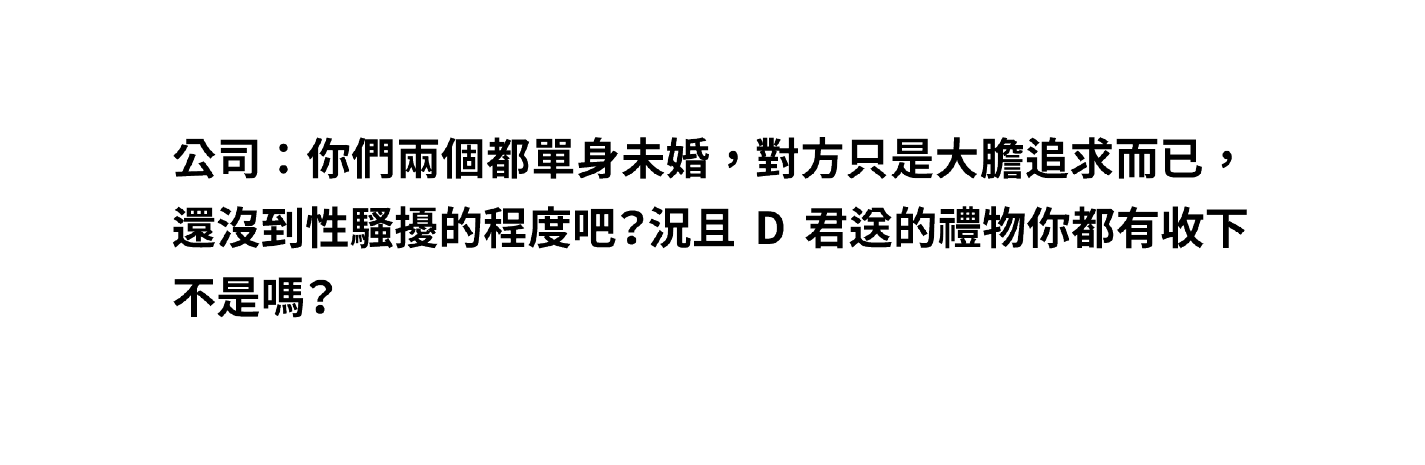 公司：你們兩個都單身未婚，對方只是大膽追求而已，
還沒到性騷擾的程度吧？況且 D 君送的禮物你都有收下
不是嗎？